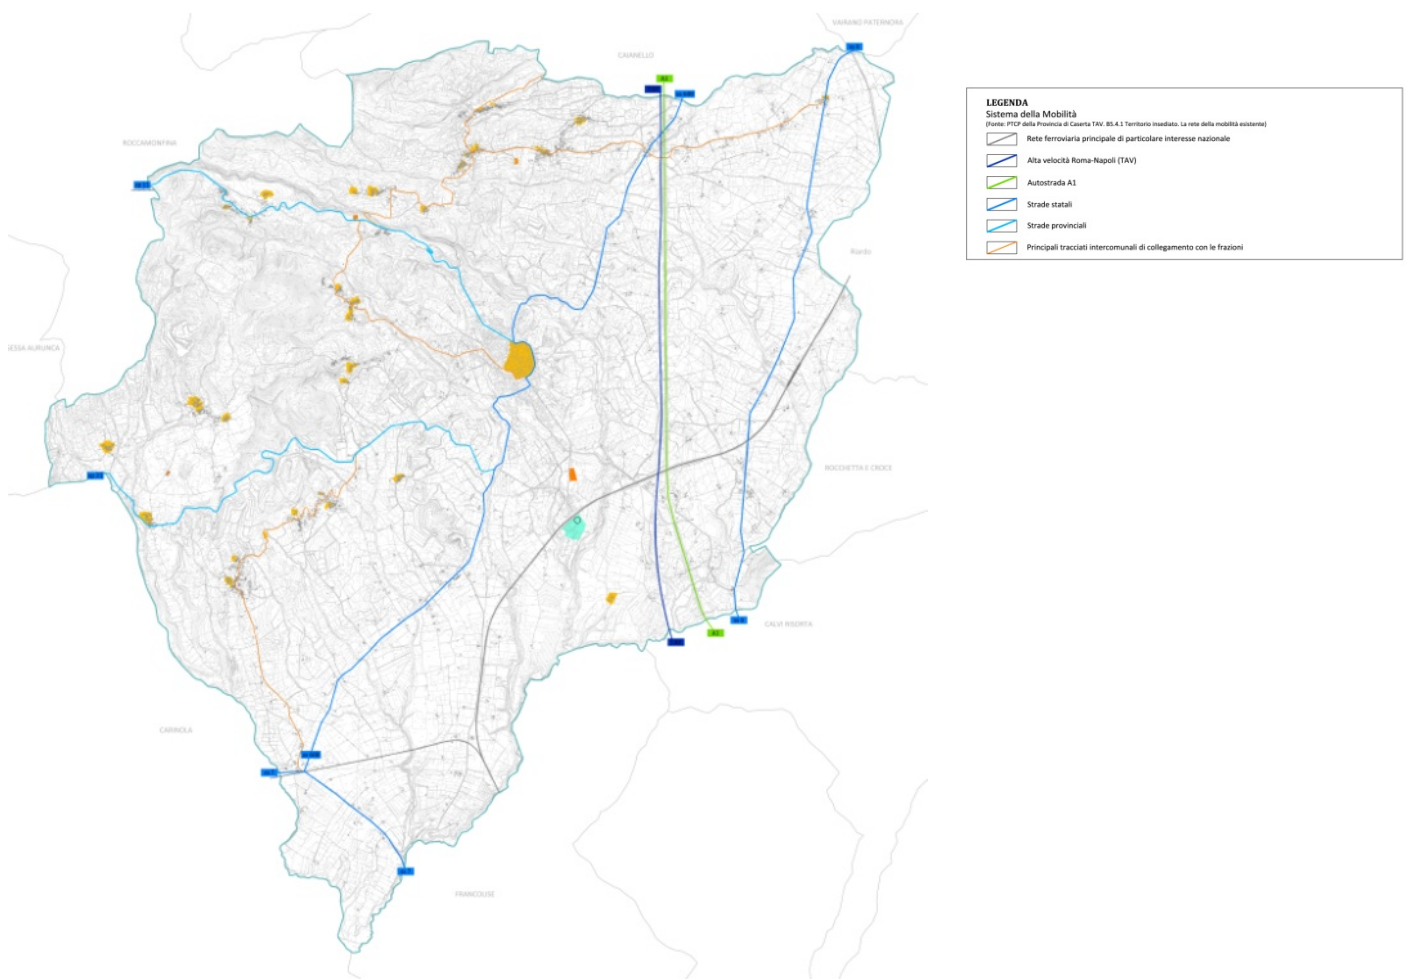 VAIRANO PATERNORA
CAIANELLO
A1
ROCCAMONFINA
Riardo
SESSA AURUNCA
ROCCHETTA E CROCE
CALVI RISORTA
A1
CARINOLA
FRANCOLISE
LEGENDA
Sistema della Mobilità
(Fonte: PTCP della Provincia di Caserta TAV. B5.4.1 Territorio insediato. La rete della mobilità esistente)
Rete ferroviaria principale di particolare interesse nazionale
Alta velocità Roma-Napoli (TAV)
Autostrada A1
Strade statali
Strade provinciali
Principali tracciati intercomunali di collegamento con le frazioni